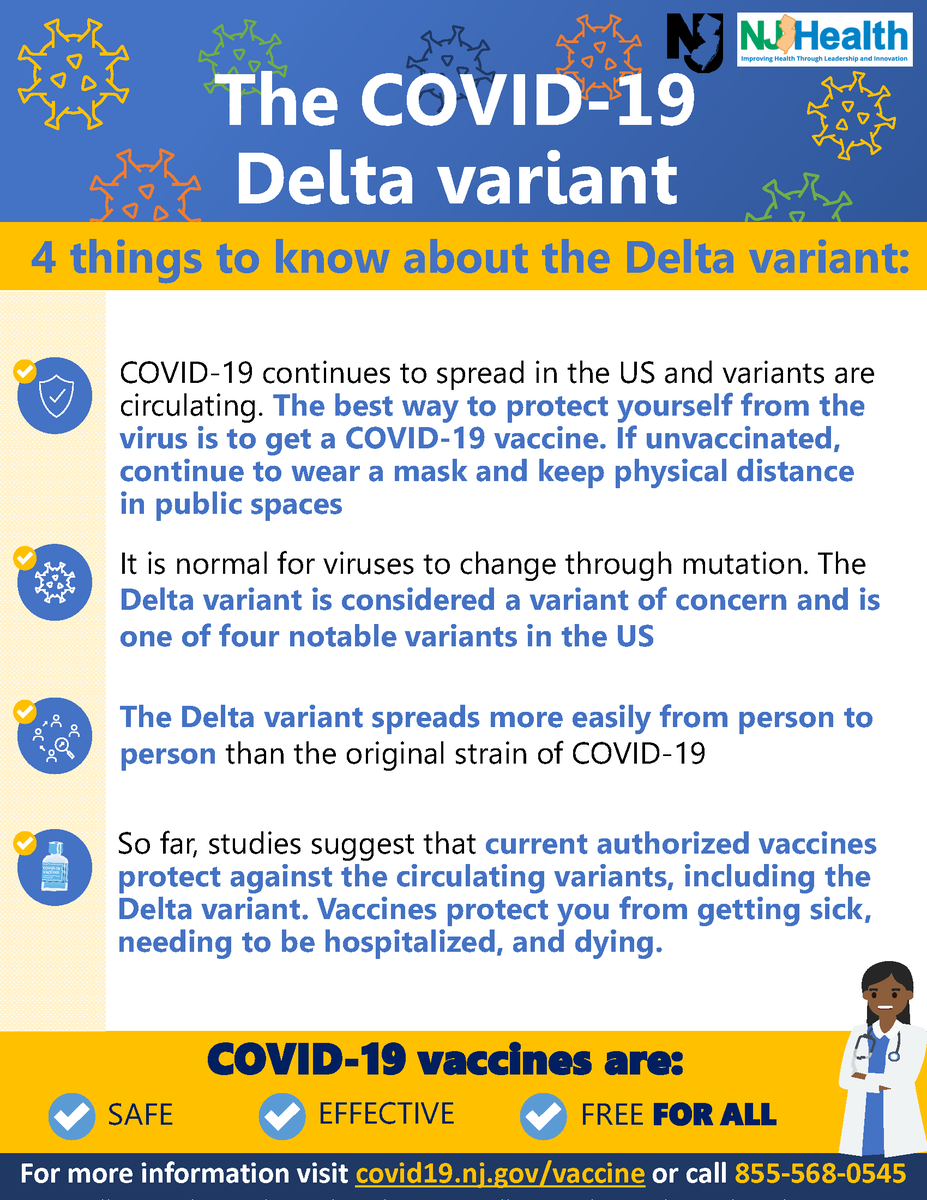 NJ
NJ Health
Improving Health Through Leadership and Innovation
The COVID-19
Delta variant
4 things to know about the Delta variant:
COVID-19 continues to spread in the US and variants are
circulating. The best way to protect yourself from the
virus is to get a COVID-19 vaccine. If unvaccinated,
continue to wear a mask and keep physical distance
in public spaces
It is normal for viruses to change through mutation. The
Delta variant is considered a variant of concern and is
one of four notable variants in the US
The Delta variant spreads more easily from person to
person than the original strain of COVID-19
So far, studies suggest that current authorized vaccines
protect against the circulating variants, including the
Delta variant. Vaccines protect you from getting sick,
needing to be hospitalized, and dying.
COVID-19 vaccines are:
SAFE
EFFECTIVE
FREE FOR ALL
For more information visit covid19.nj.gov/vaccine or call 855-568-0545